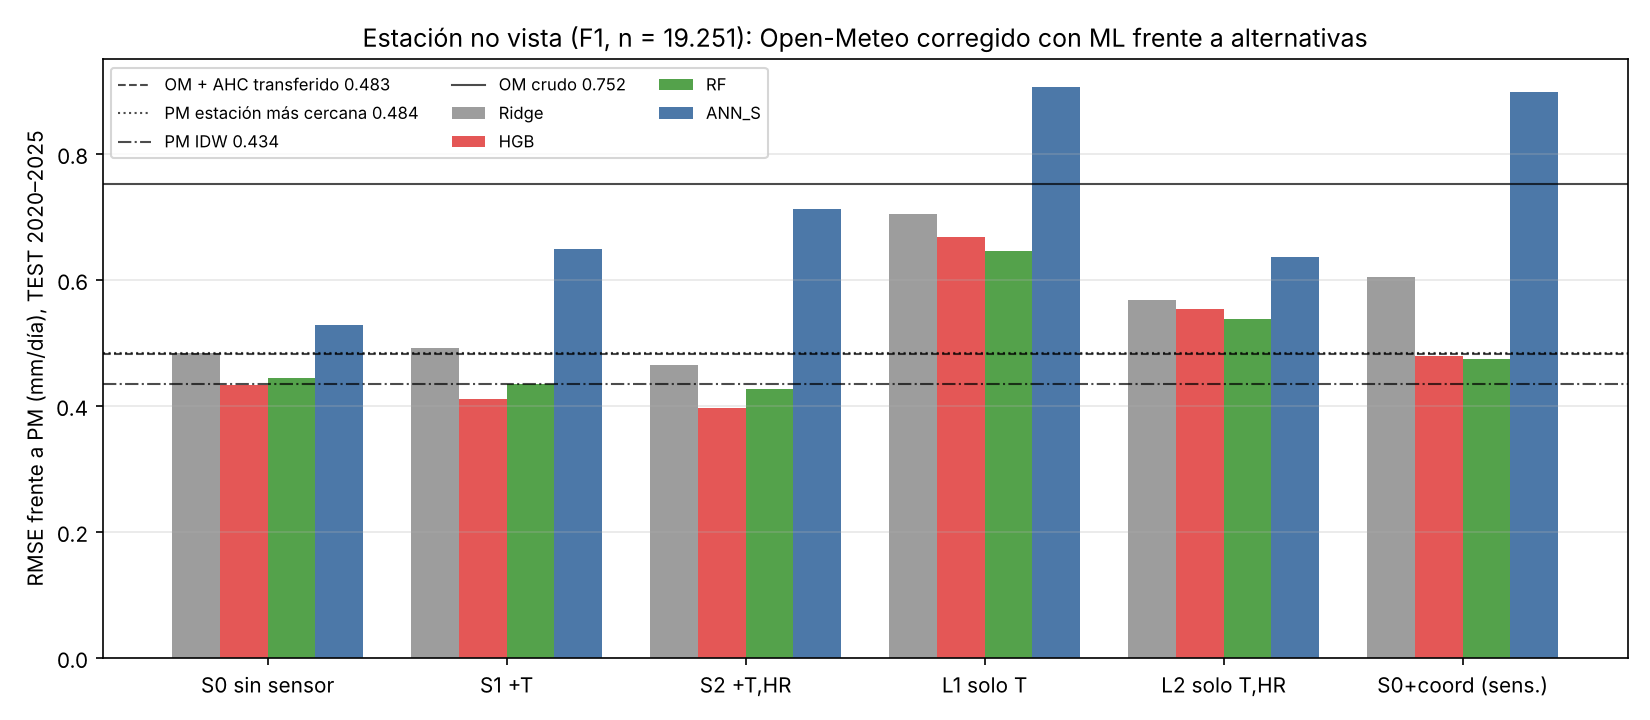 Estación no vista (F1, n = 19.251): Open-Meteo corregido con ML frente a alternativas
OM + AHC transferido 0.483
PM estación más cercana 0.484
PM IDW 0.434
OM crudo 0.752
Ridge
HGB
RF
ANN_S
RMSE frente a PM (mm/día), TEST 2020–2025
0.8
0.6
0.4
0.2
0.0
S0 sin sensor
S1 +T
S2 +T,HR
L1 solo T
L2 solo T,HR
S0+coord (sens.)